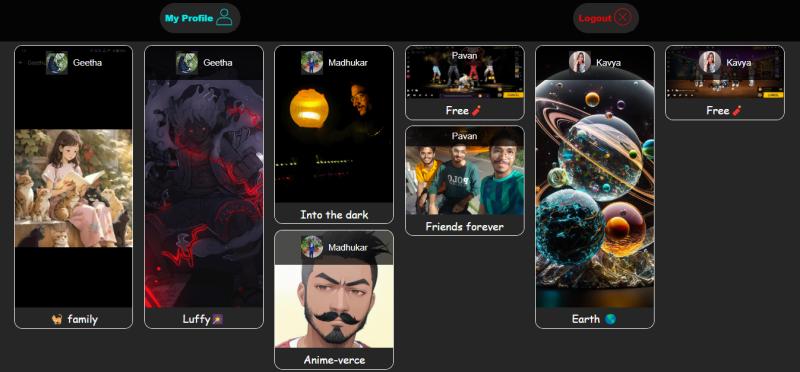 My Profile
Logout
Geetha
🐈 family
Geetha
Luffy🎇
Madhukar
Into the dark
Madhukar
Anime-verce
Pavan
Free🧨
Pavan
Friends forever
Kavya
Earth 🌎
Kavya
Free🧨